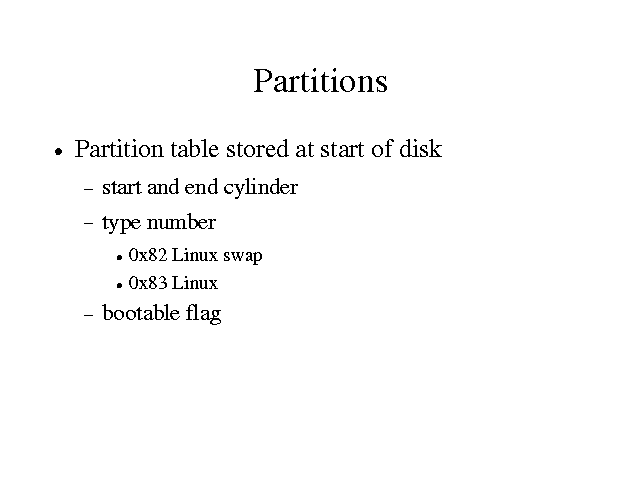 Partitions
• Partition table stored at start of disk
– start and end cylinder
– type number
• 0x82 Linux swap
• 0x83 Linux
– bootable flag